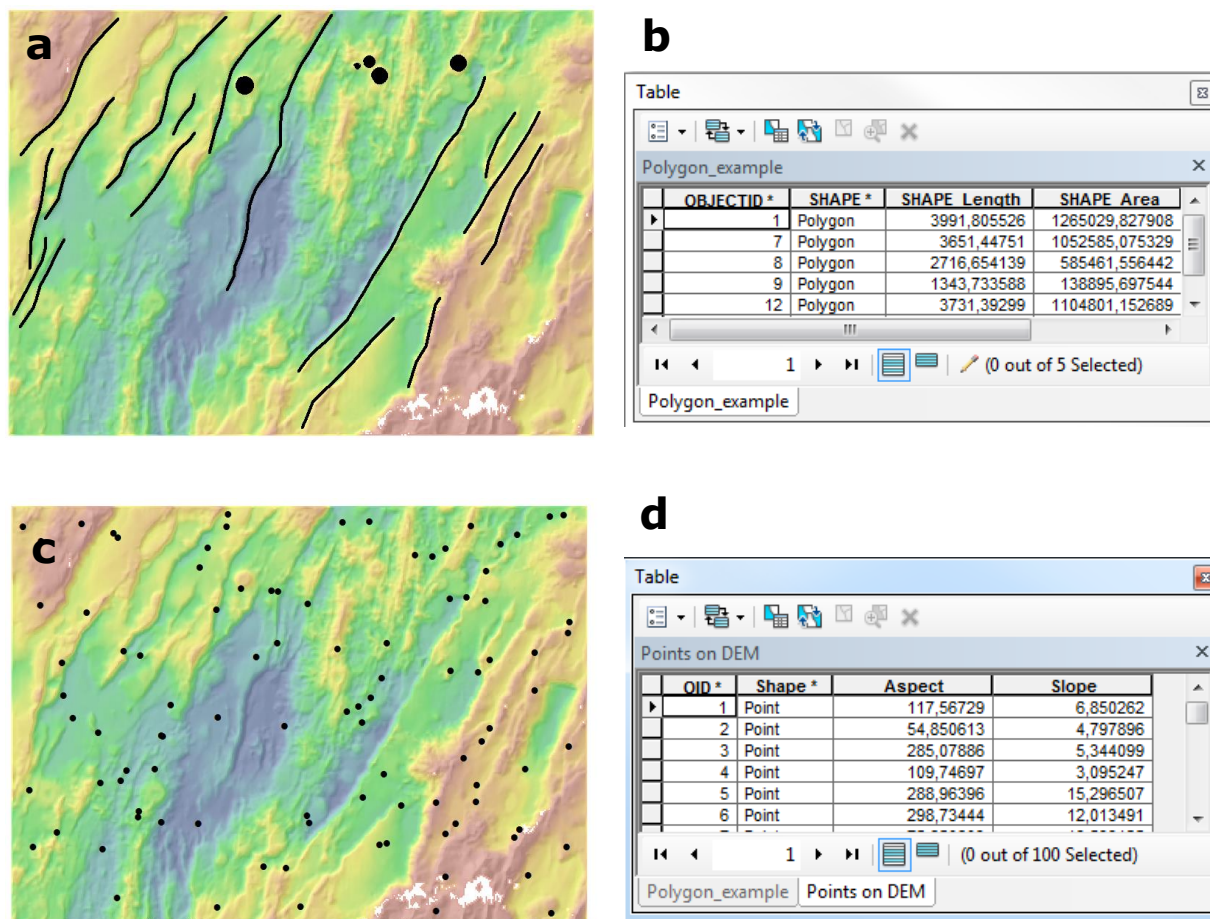 a
b
Table
Polygon_example
OBJECTID * SHAPE * SHAPE_Length SHAPE_Area
1 Polygon 3991,805526 1265029,827908
7 Polygon 3651,44751 1052585,075329
8 Polygon 2716,654139 585461,556442
9 Polygon 1343,733588 138895,697544
12 Polygon 3731,39299 1104801,152689
1 (0 out of 5 Selected)
Polygon_example
c
d
Table
Points on DEM
OID * Shape * Aspect Slope
1 Point 117,56729 6,850262
2 Point 54,850613 4,797896
3 Point 285,07886 5,344099
4 Point 109,74697 3,095247
5 Point 288,96396 15,296507
6 Point 298,73444 12,013491
1 (0 out of 100 Selected)
Polygon_example Points on DEM